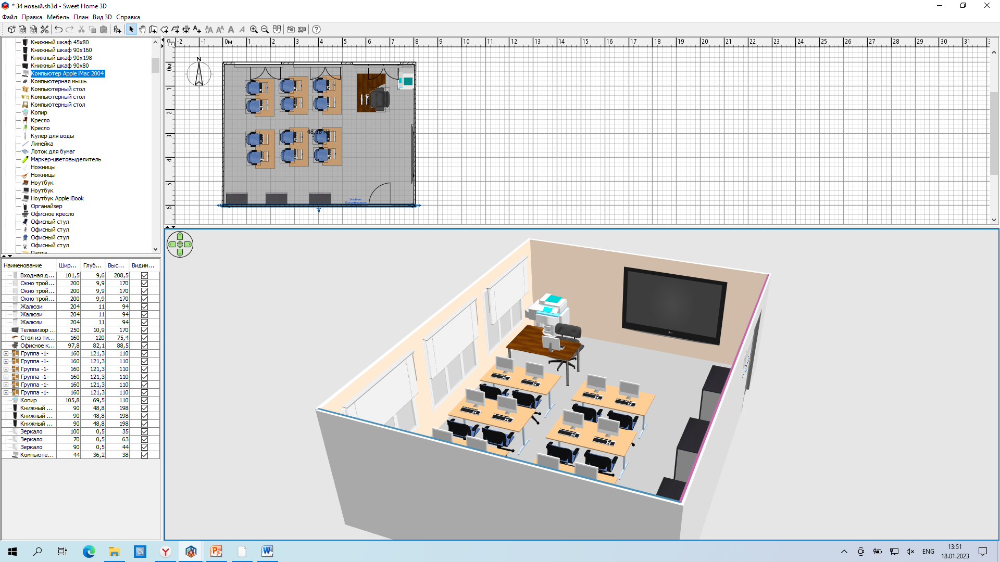 * 34 новый.sh3d - Sweet Home 3D
Файл Правка Мебель План Вид 3D Справка
Книжный шкаф 45x80
Книжный шкаф 90x160
Книжный шкаф 90x198
Книжный шкаф 90x80
Компьютер Apple iMac 2004
Компьютерная мышь
Компьютерный стол
Компьютерный стол
Компьютерный стол
Копир
Кресло
Кресло
Кулер для воды
Линейка
Лоток для бумаг
Маркер-цветовыделитель
Ножницы
Ножницы
Ноутбук
Ноутбук
Ноутбук Apple iBook
Органайзер
Офисное кресло
Офисный стул
Офисный стул
Офисный стул
Офисный стул
Парта
Наименование Шир... Глуб... Выс... Видим...
Входная д... 101,5 9,6 208,5
Окно трой... 200 9,9 170
Окно трой... 200 9,9 170
Окно трой... 200 9,9 170
Жалюзи 204 11 94
Жалюзи 204 11 94
Жалюзи 204 11 94
Телевизор ... 250 10,9 170
Стол из ти... 160 120 75,4
Офисное к... 97,8 82,1 88,5
Группа -1- 160 121,3 110
Группа -1- 160 121,3 110
Группа -1- 160 121,3 110
Группа -1- 160 121,3 110
Группа -1- 160 121,3 110
Группа -1- 160 121,3 110
Копир 105,8 69,5 110
Книжный ... 90 48,8 198
Книжный ... 90 48,8 198
Книжный ... 90 48,8 198
Зеркало 100 0,5 35
Зеркало 70 0,5 63
Зеркало 90 0,5 44
Компьюте... 44 36,2 38
-2 -1 0м 1 2 3 4 5 6 7 8 9 10 11 12 13 14 15 16 17 18 19 20 21 22 23 24 25 26 27 28 29 30 31
0м
1
2
3
4
5
6
N
34 кабинет
ENG
13:51
18.01.2023